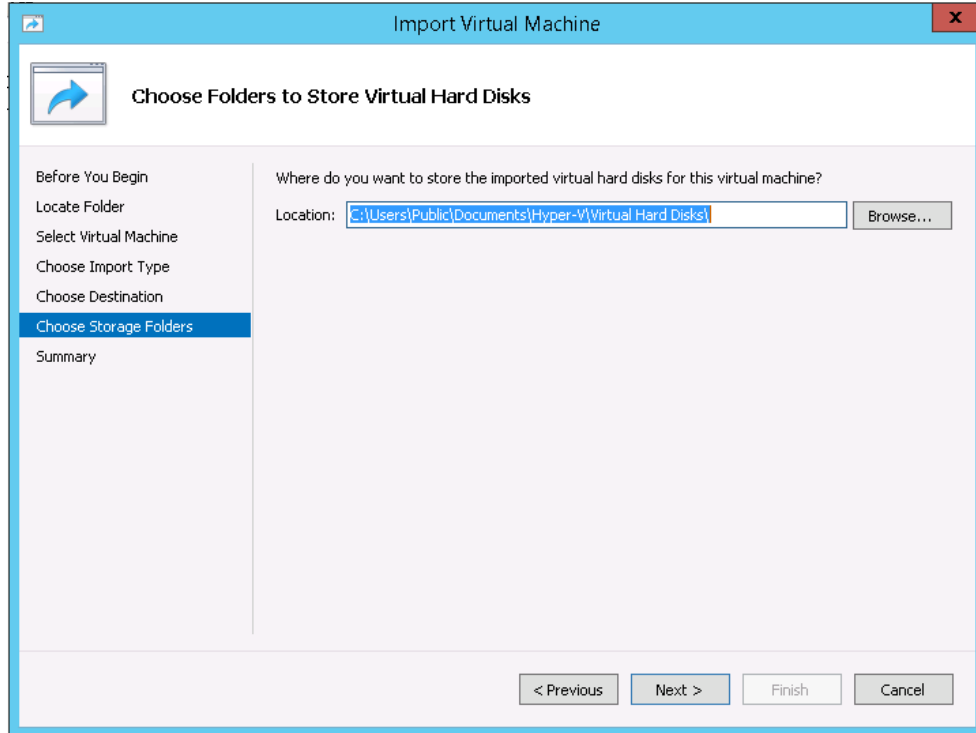 Import Virtual Machine
x
Choose Folders to Store Virtual Hard Disks
Before You Begin
Locate Folder
Select Virtual Machine
Choose Import Type
Choose Destination
Choose Storage Folders
Summary
Where do you want to store the imported virtual hard disks for this virtual machine?
Location: C:\Users\Public\Documents\Hyper-V\Virtual Hard Disks\ Browse...
< Previous Next > Finish Cancel